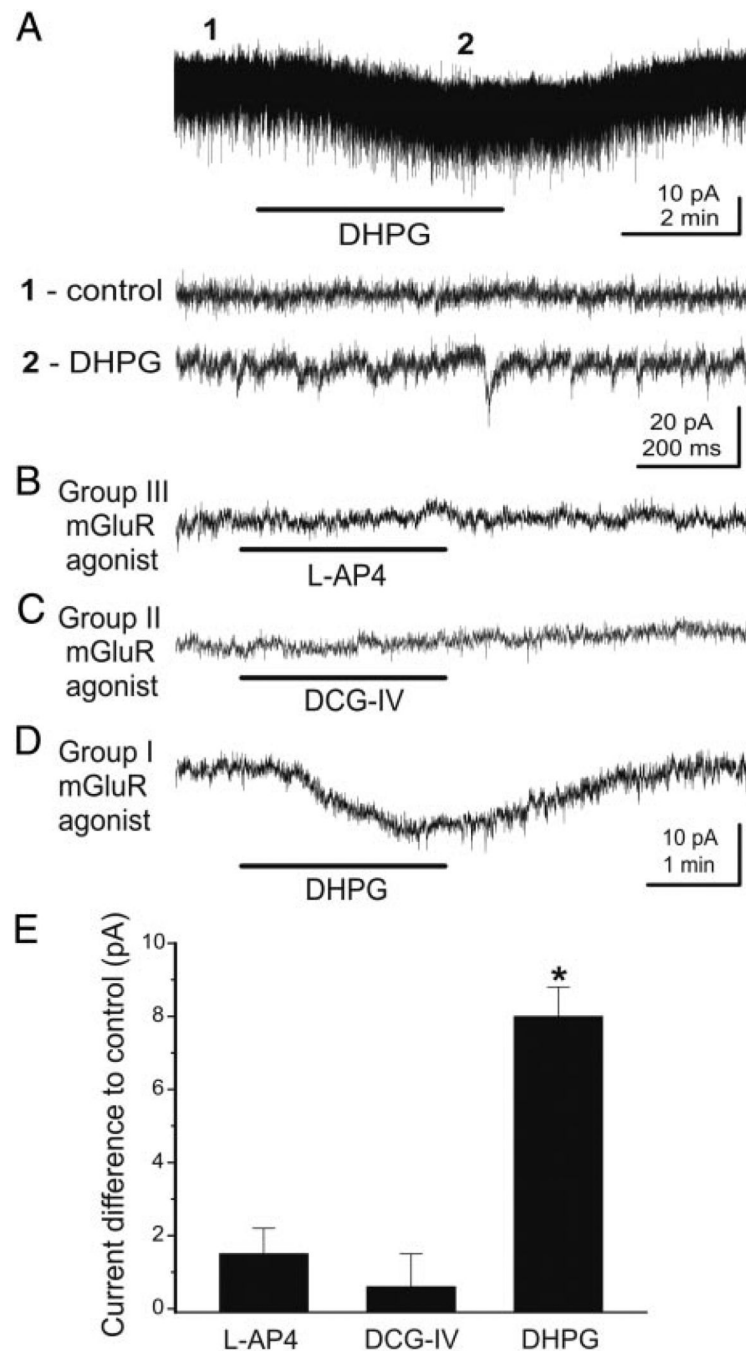 A
1
2
10 pA
2 min
DHPG
1 - control
2 - DHPG
20 pA
200 ms
B
Group III
mGluR
agonist
L-AP4
C
Group II
mGluR
agonist
DCG-IV
D
Group I
mGluR
agonist
10 pA
1 min
DHPG
E
Current difference to control (pA)
10
8
6
4
2
0
*
L-AP4 DCG-IV DHPG